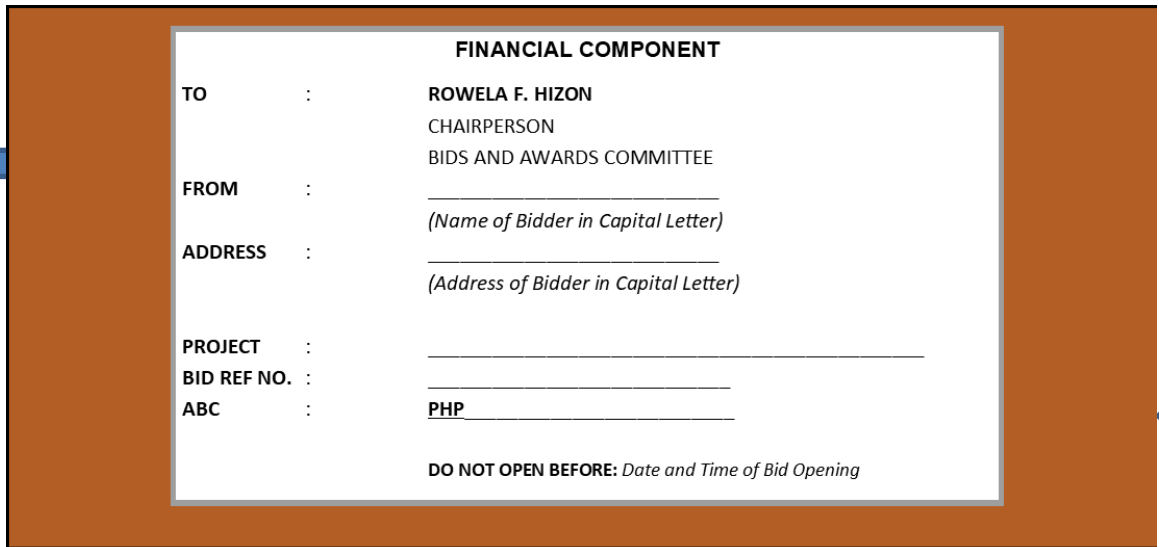 FINANCIAL COMPONENT
TO : ROWELA F. HIZON
CHAIRPERSON
BIDS AND AWARDS COMMITTEE
FROM : ___________________________
(Name of Bidder in Capital Letter)
ADDRESS : ___________________________
(Address of Bidder in Capital Letter)
PROJECT : ______________________________________________
BID REF NO. : ____________________________
ABC : PHP_________________________
DO NOT OPEN BEFORE: Date and Time of Bid Opening